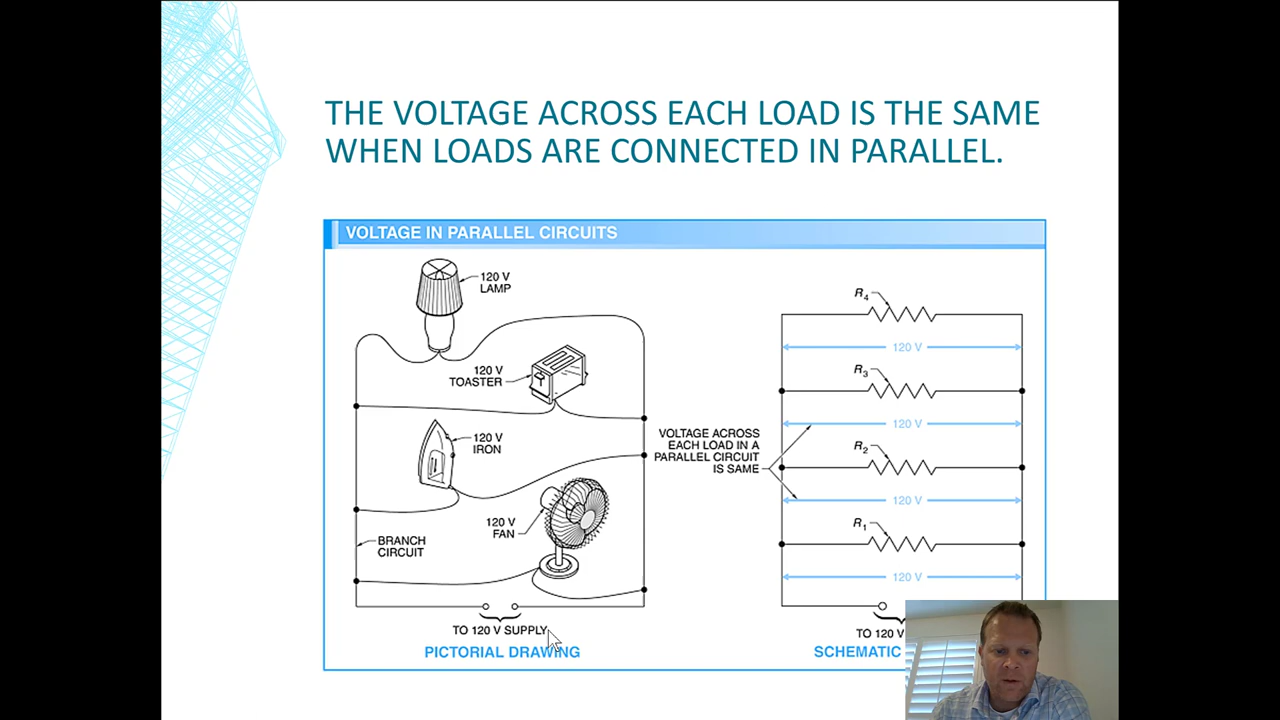 THE VOLTAGE ACROSS EACH LOAD IS THE SAME
WHEN LOADS ARE CONNECTED IN PARALLEL.
VOLTAGE IN PARALLEL CIRCUITS
120 V
LAMP
120 V
TOASTER
120 V
IRON
120 V
FAN
BRANCH
CIRCUIT
TO 120 V SUPPLY
PICTORIAL DRAWING
VOLTAGE ACROSS
EACH LOAD IN A
PARALLEL CIRCUIT
IS SAME
R4
120 V
R3
120 V
R2
120 V
R1
120 V
TO 120 V
SCHEMATIC